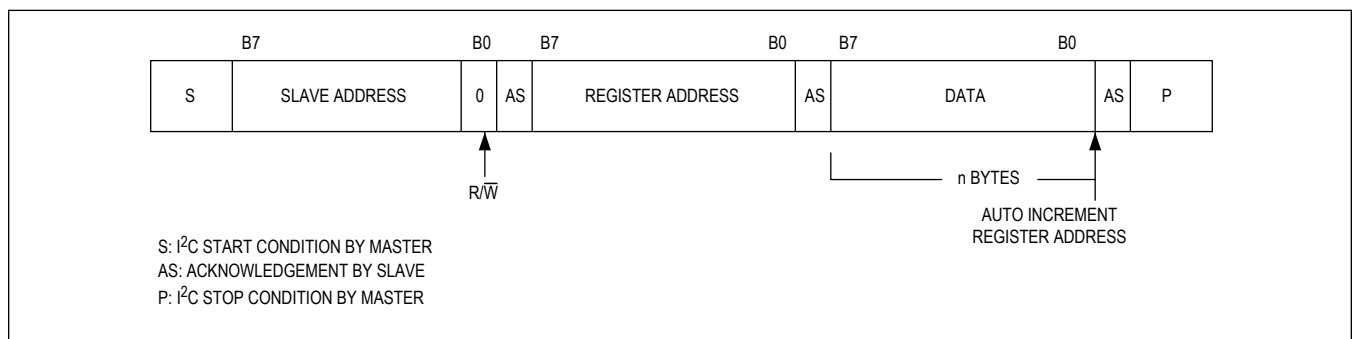 B7 B0 B7 B0 B7 B0
S SLAVE ADDRESS 0 AS REGISTER ADDRESS AS DATA AS P
R/W̅
n BYTES
AUTO INCREMENT
REGISTER ADDRESS
S: I²C START CONDITION BY MASTER
AS: ACKNOWLEDGEMENT BY SLAVE
P: I²C STOP CONDITION BY MASTER